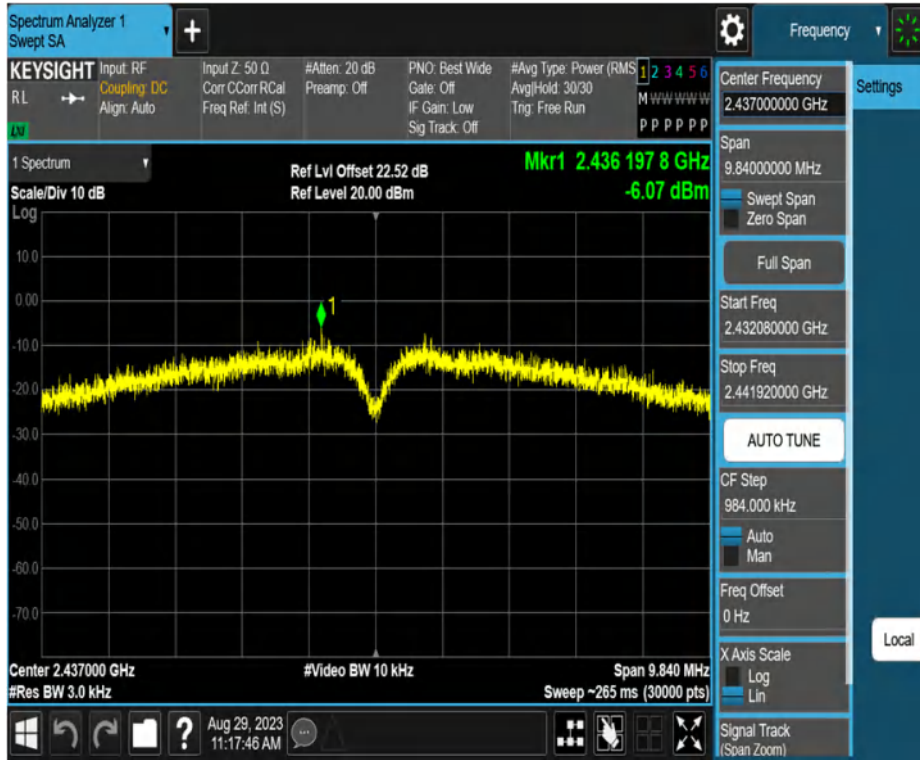 Spectrum Analyzer 1
Swept SA
+
Frequency
KEYSIGHT
RL
LXI
Input: RF
Coupling: DC
Align: Auto
Input Z: 50 Ω
Corr CCorr RCal
Freq Ref: Int (S)
#Atten: 20 dB
Preamp: Off
PNO: Best Wide
Gate: Off
IF Gain: Low
Sig Track: Off
#Avg Type: Power (RMS
Avg|Hold: 30/30
Trig: Free Run
1 2 3 4 5 6
M W W W W W
P P P P P P
1 Spectrum
Scale/Div 10 dB
Log
Ref Lvl Offset 22.52 dB
Ref Level 20.00 dBm
Mkr1 2.436 197 8 GHz
-6.07 dBm
10.0
0.00
-10.0
-20.0
-30.0
-40.0
-50.0
-60.0
-70.0
1
Center 2.437000 GHz
#Res BW 3.0 kHz
#Video BW 10 kHz
Span 9.840 MHz
Sweep ~265 ms (30000 pts)
Center Frequency
2.437000000 GHz
Span
9.84000000 MHz
Swept Span
Zero Span
Full Span
Start Freq
2.432080000 GHz
Stop Freq
2.441920000 GHz
AUTO TUNE
CF Step
984.000 kHz
Auto
Man
Freq Offset
0 Hz
X Axis Scale
Log
Lin
Signal Track
(Span Zoom)
Settings
Local
?
Aug 29, 2023
11:17:46 AM